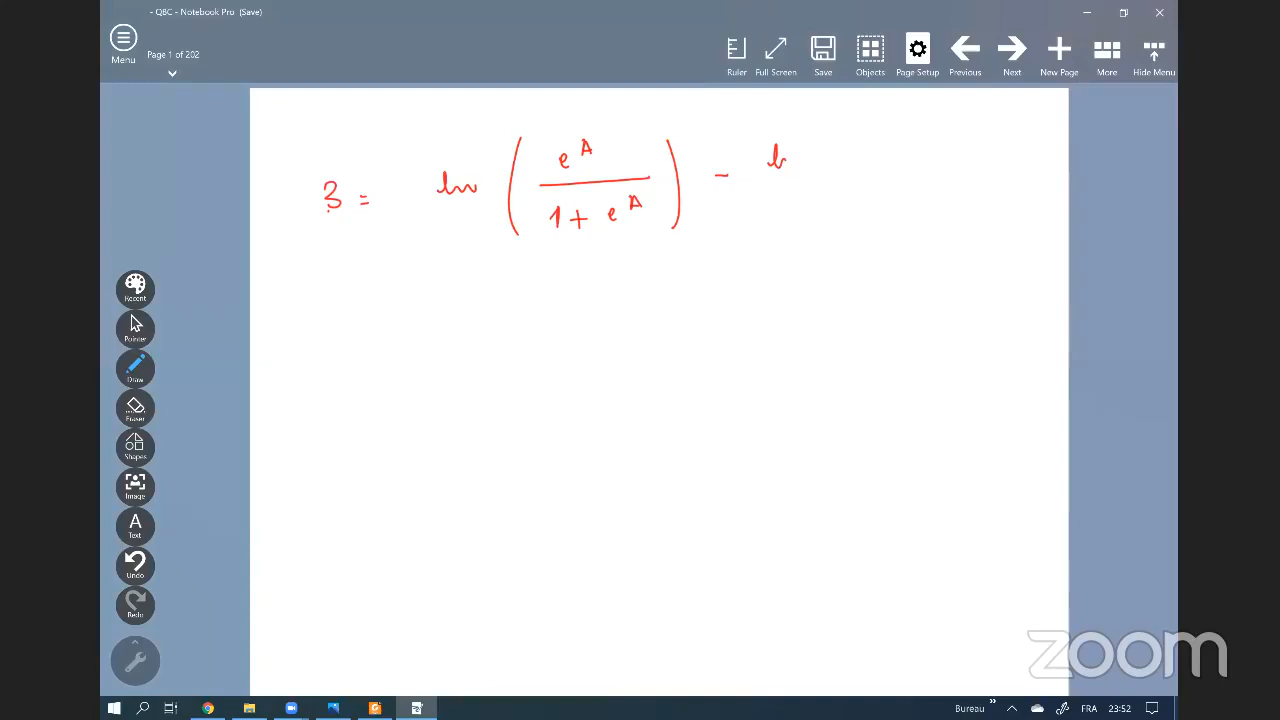 - QBC - Notebook Pro (Save)
Menu
Page 1 of 202
Ruler
Full Screen
Save
Objects
Page Setup
Previous
Next
New Page
More
Hide Menu
3 = ln ( e^A / (1 + e^A) ) -
Recent
Pointer
Draw
Eraser
Shapes
Image
A
Text
Undo
Redo
zoom
Bureau
»
FRA
23:52